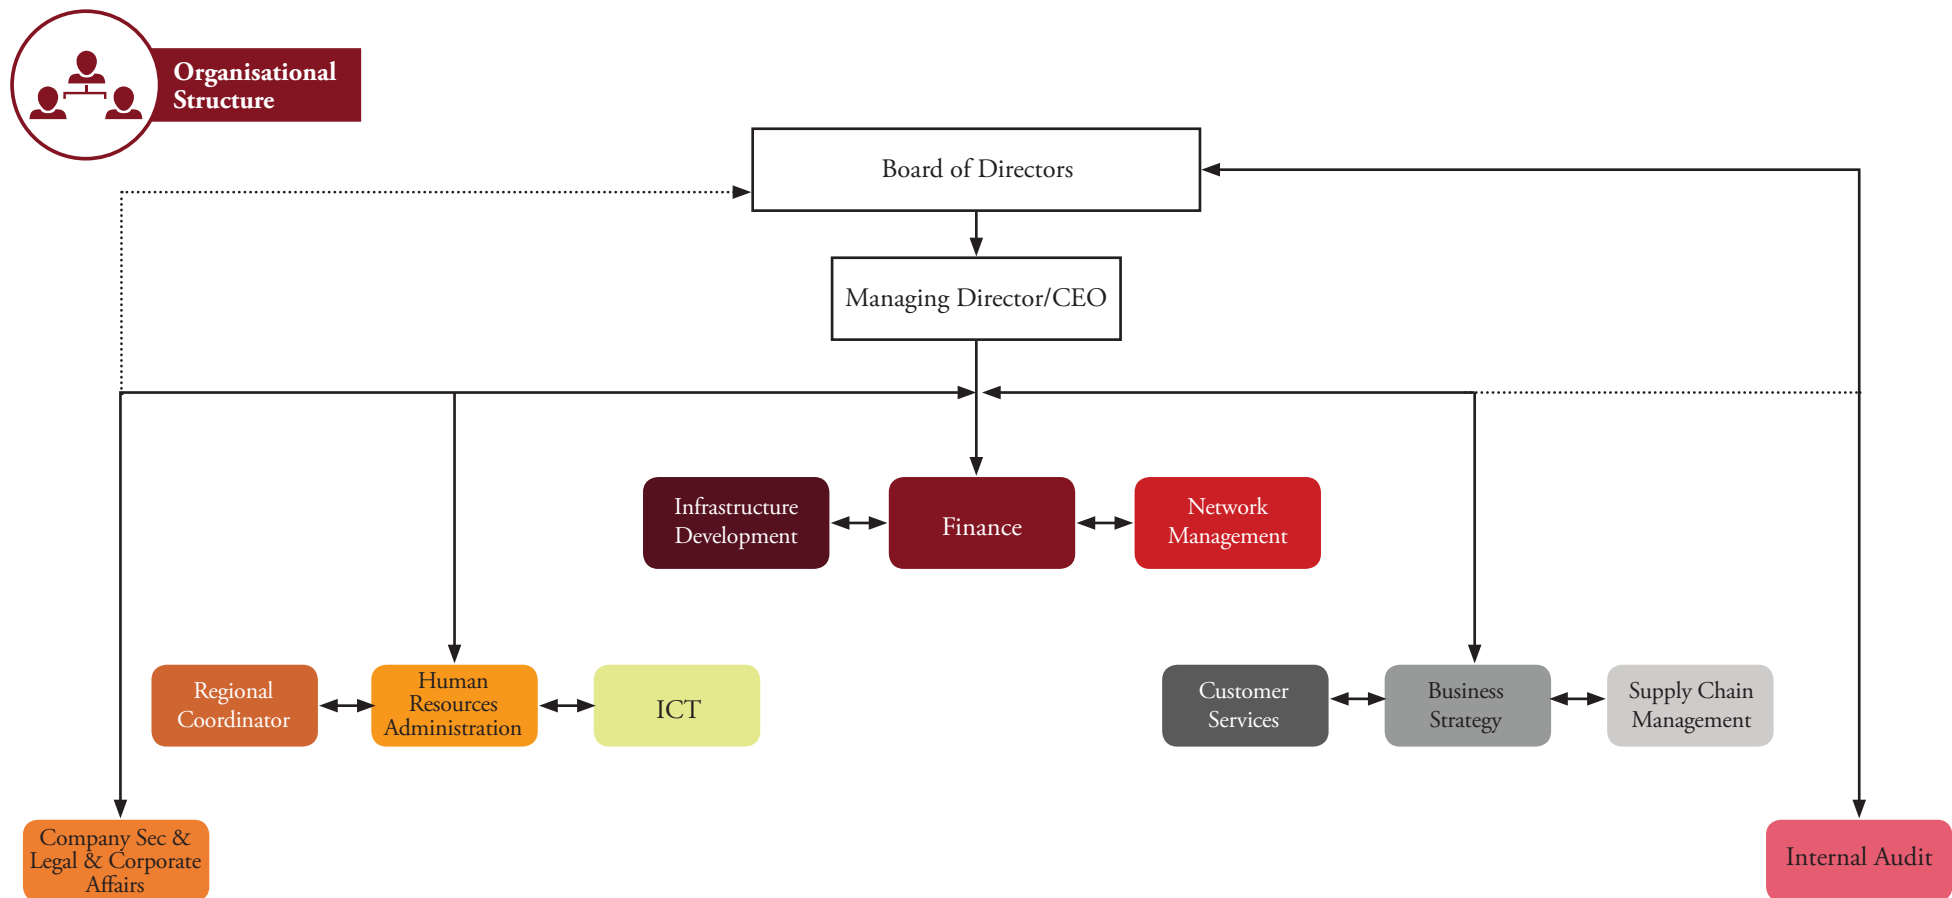 Organisational
Structure
Board of Directors
Managing Director/CEO
Infrastructure
Development
Finance
Network
Management
Regional
Coordinator
Human
Resources
Administration
ICT
Customer
Services
Business
Strategy
Supply Chain
Management
Company Sec &
Legal & Corporate
Affairs
Internal Audit